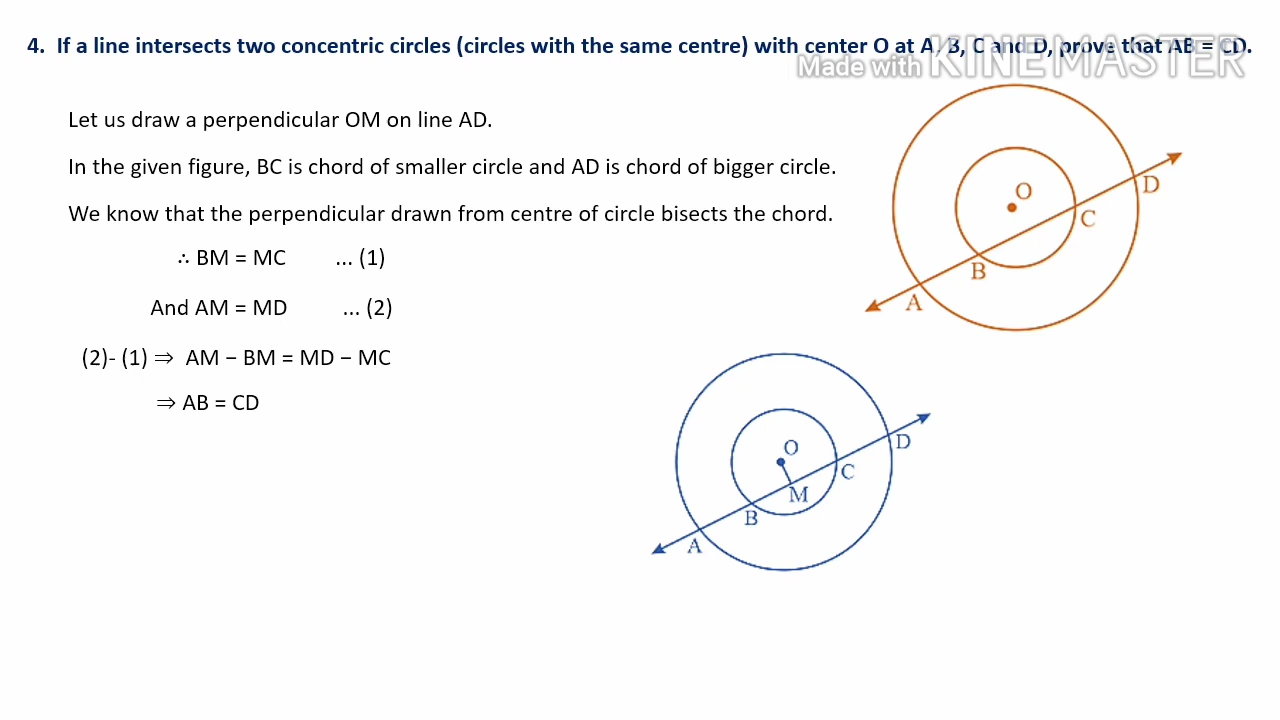 4. If a line intersects two concentric circles (circles with the same centre) with center O at A, B, C and D, prove that AB = CD.
Made with KINEMASTER
Let us draw a perpendicular OM on line AD.
In the given figure, BC is chord of smaller circle and AD is chord of bigger circle.
We know that the perpendicular drawn from centre of circle bisects the chord.
∴ BM = MC ... (1)
And AM = MD ... (2)
(2)- (1) ⇒ AM − BM = MD − MC
⇒ AB = CD
O
D
C
B
A
O
D
C
M
B
A